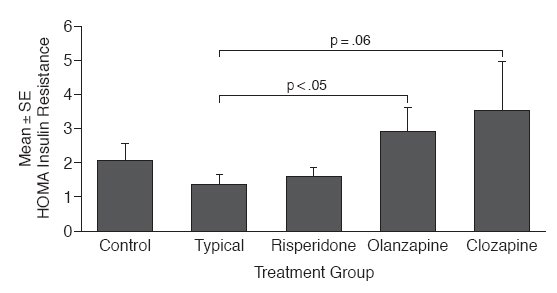 6
5
4
3
2
1
0
Mean ± SE
HOMA Insulin Resistance
p = .06
p < .05
Control Typical Risperidone Olanzapine Clozapine
Treatment Group